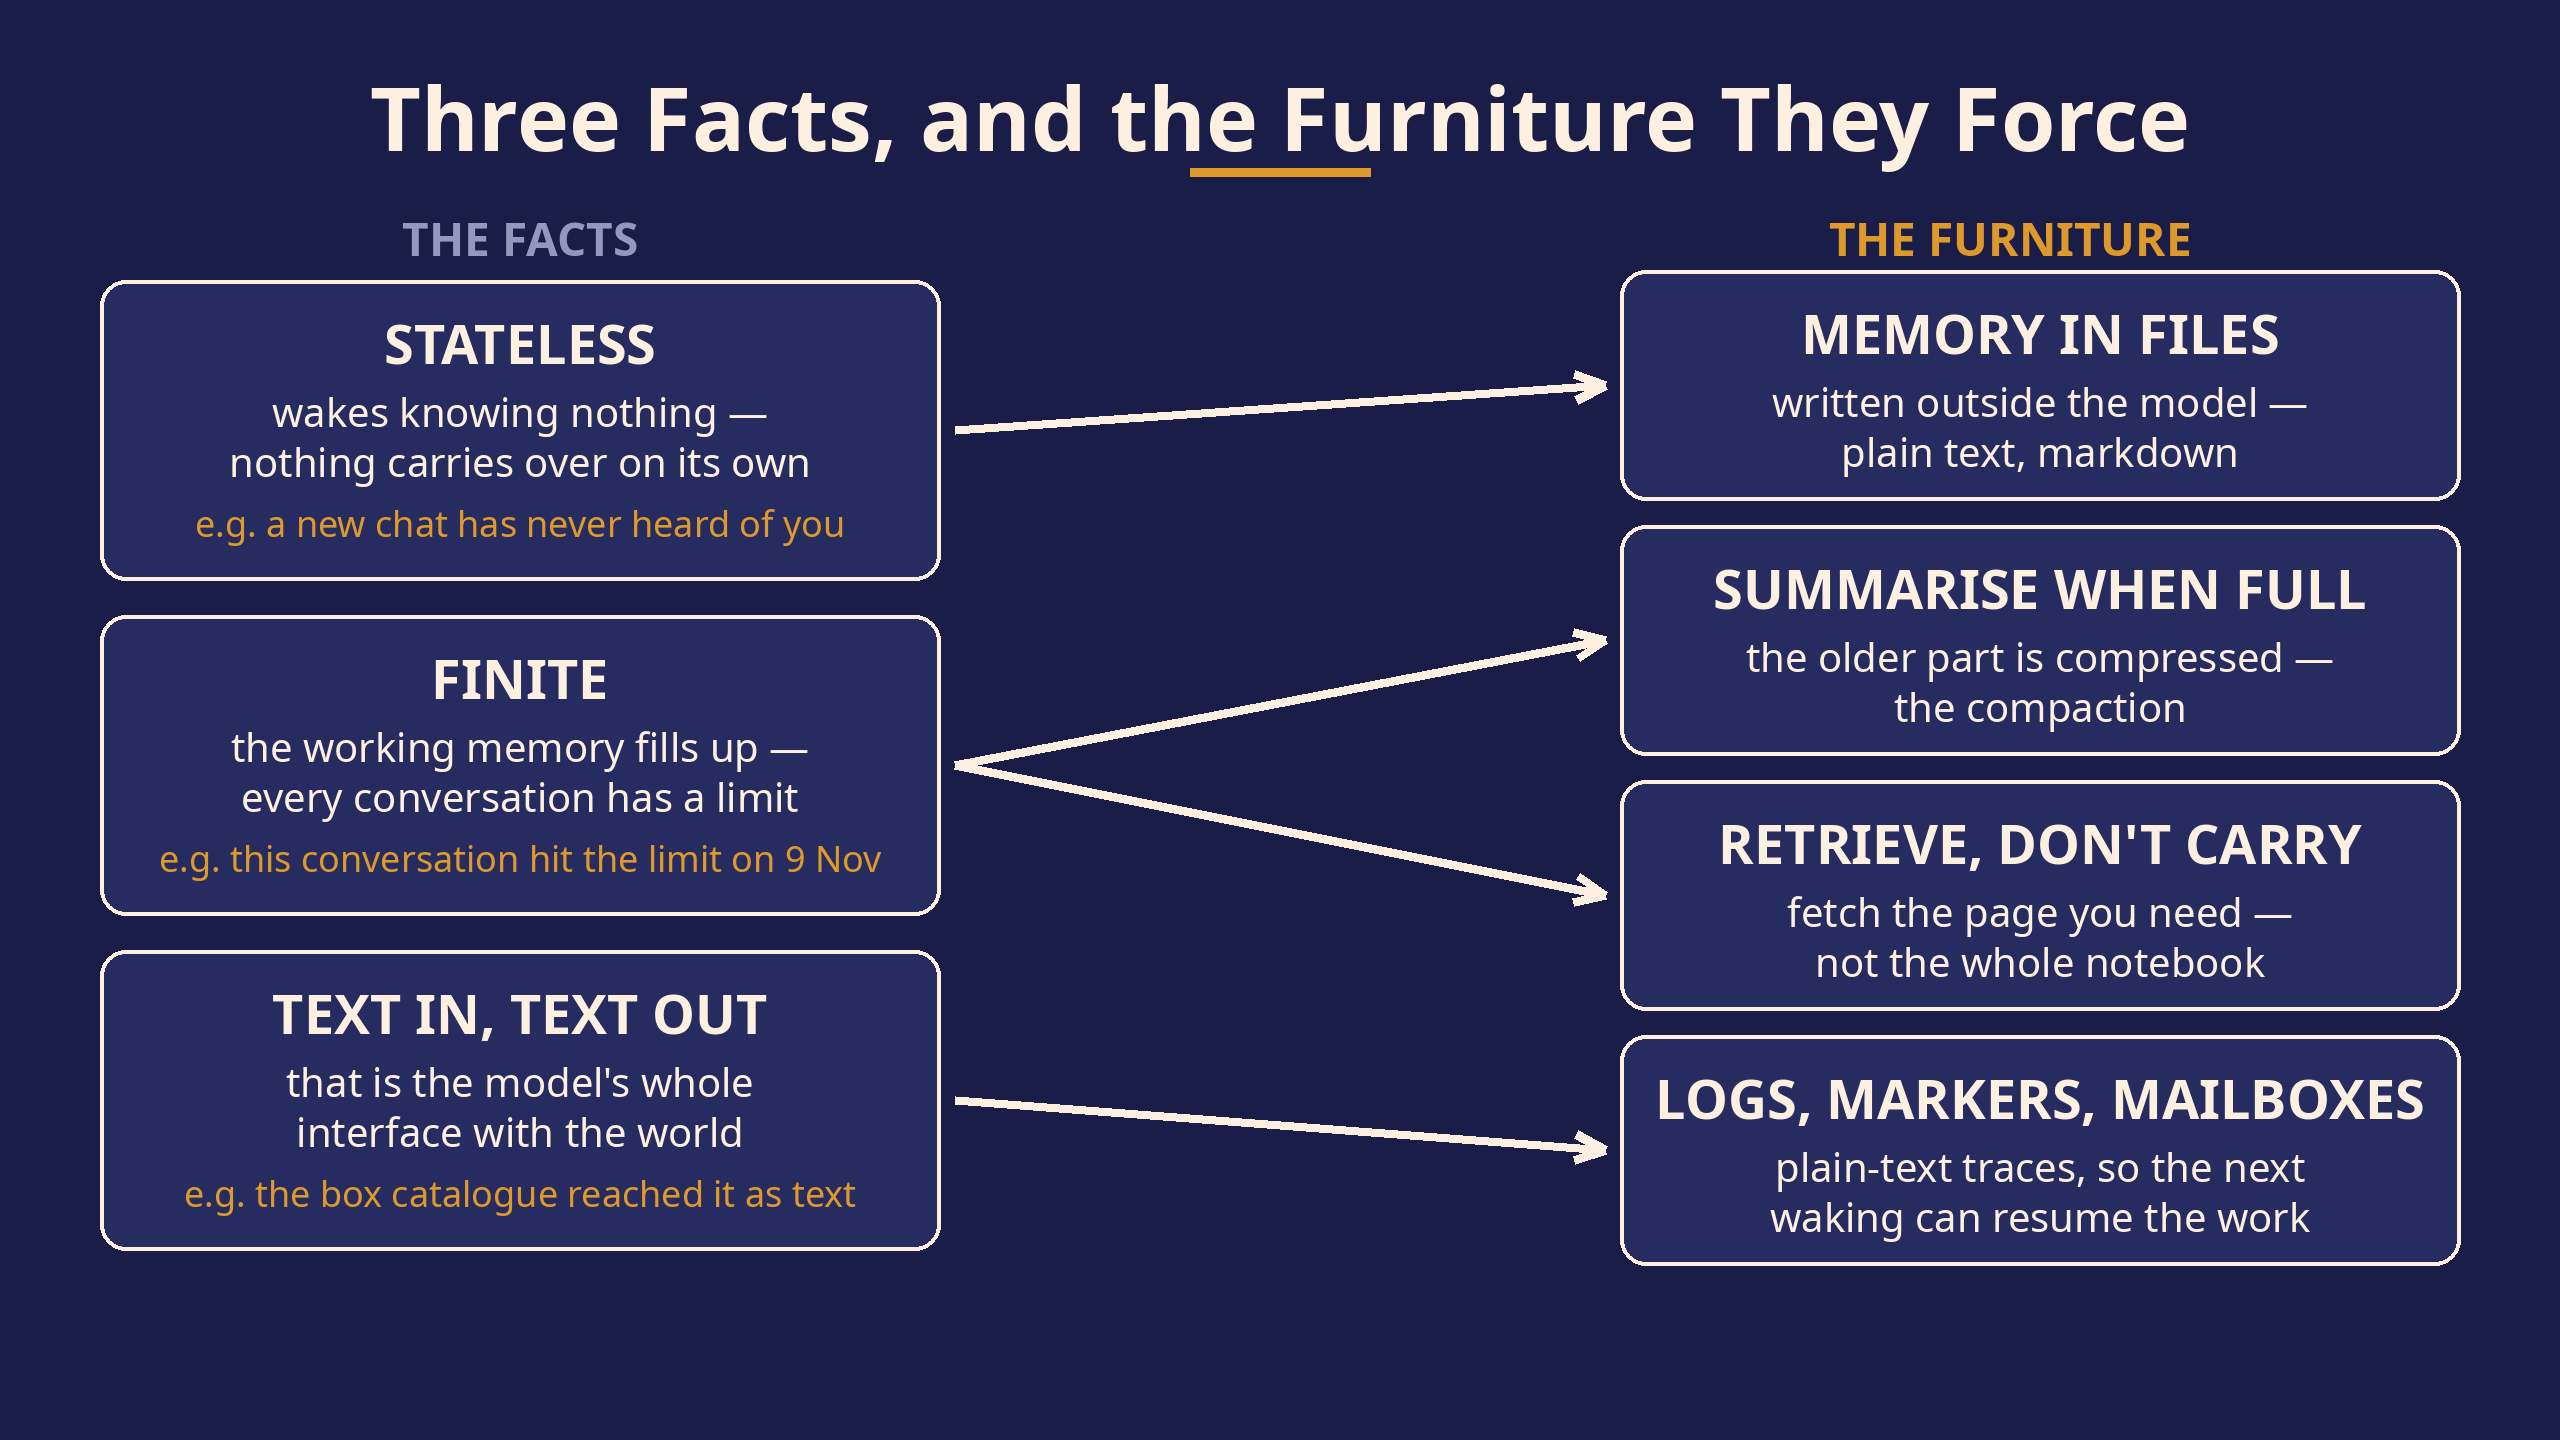 Three Facts, and the Furniture They Force
THE FACTS
STATELESS
wakes knowing nothing —
nothing carries over on its own
e.g. a new chat has never heard of you
FINITE
the working memory fills up —
every conversation has a limit
e.g. this conversation hit the limit on 9 Nov
TEXT IN, TEXT OUT
that is the model's whole
interface with the world
e.g. the box catalogue reached it as text
THE FURNITURE
MEMORY IN FILES
written outside the model —
plain text, markdown
SUMMARISE WHEN FULL
the older part is compressed —
the compaction
RETRIEVE, DON'T CARRY
fetch the page you need —
not the whole notebook
LOGS, MARKERS, MAILBOXES
plain-text traces, so the next
waking can resume the work